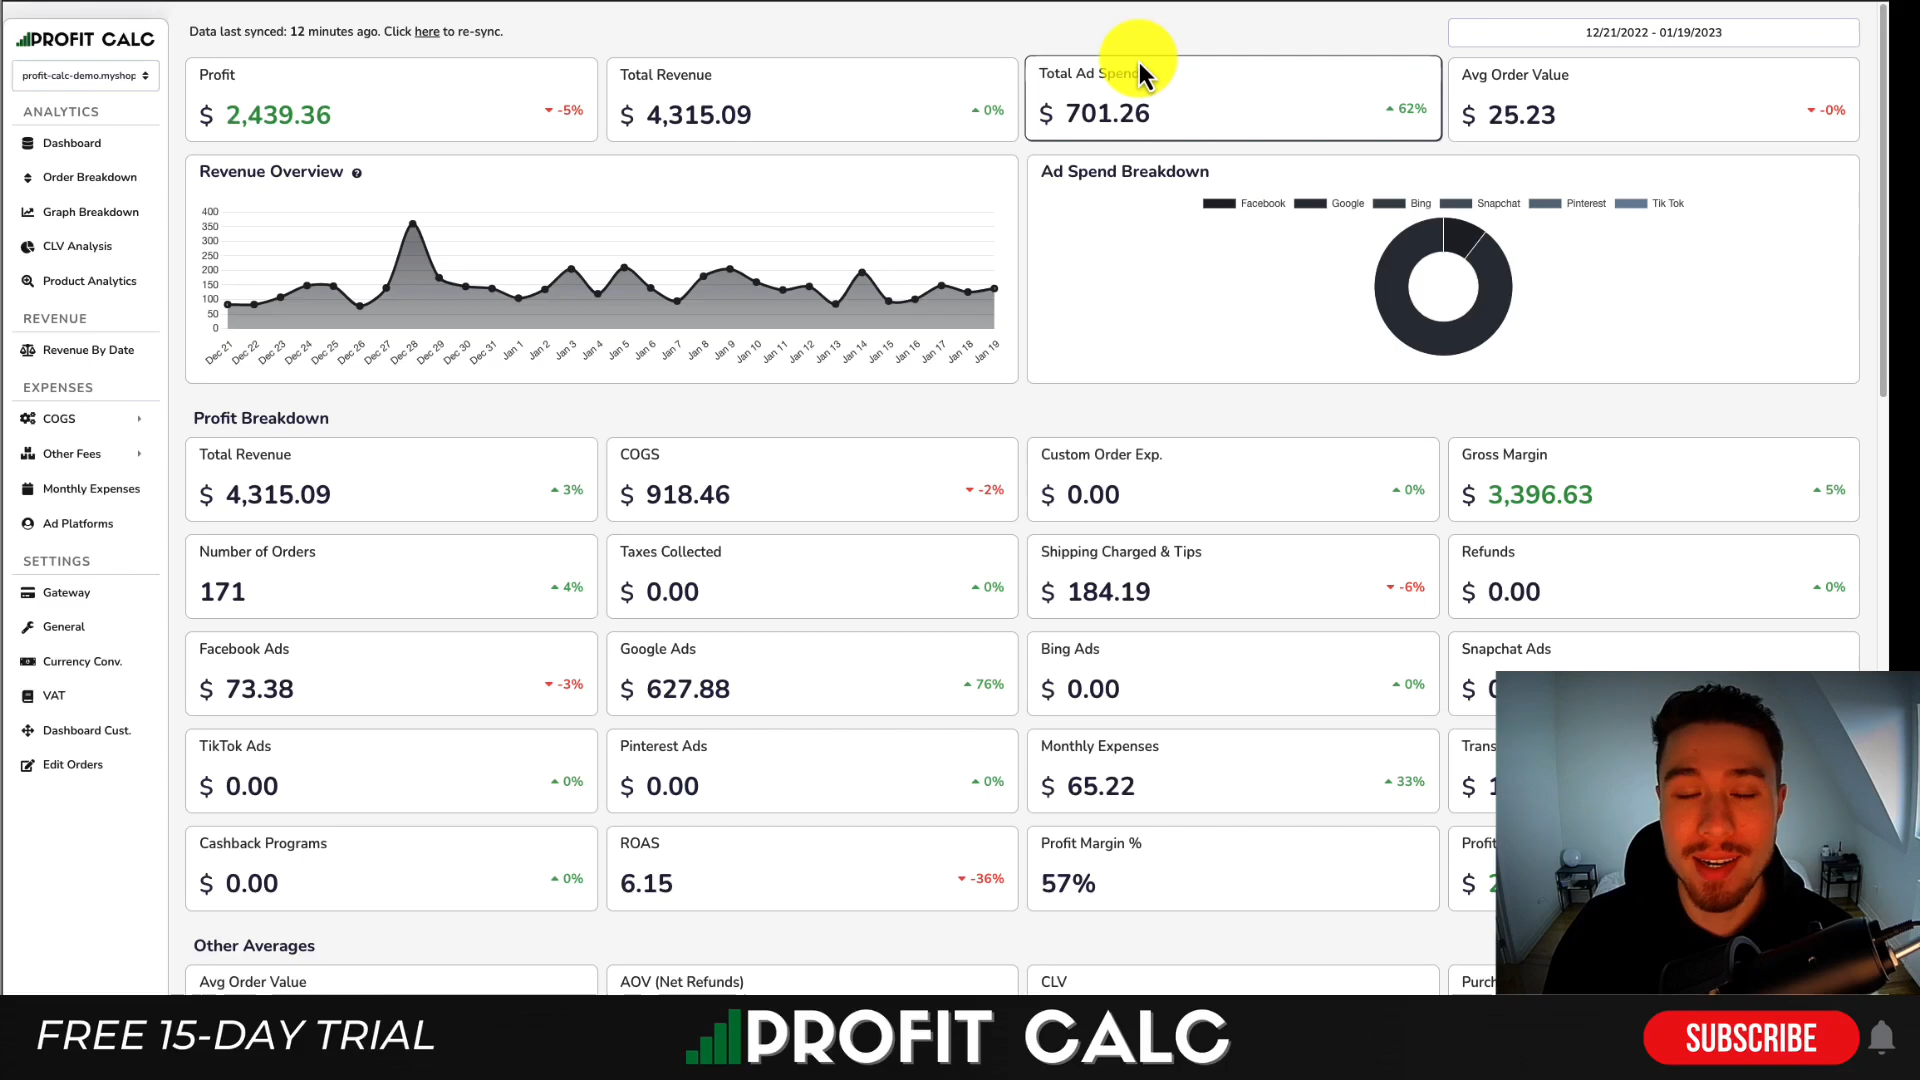 PROFIT CALC
profit-calc-demo.myshop
ANALYTICS
Dashboard
Order Breakdown
Graph Breakdown
CLV Analysis
Product Analytics
REVENUE
Revenue By Date
EXPENSES
COGS
Other Fees
Monthly Expenses
Ad Platforms
SETTINGS
Gateway
General
Currency Conv.
VAT
Dashboard Cust.
Edit Orders
Data last synced: 12 minutes ago. Click here to re-sync.
12/21/2022 - 01/19/2023
Profit
$ 2,439.36
-5%
Total Revenue
$ 4,315.09
0%
Total Ad Spend
$ 701.26
62%
Avg Order Value
$ 25.23
-0%
Revenue Overview
400
350
300
250
200
150
100
50
0
Dec 21 Dec 22 Dec 23 Dec 24 Dec 25 Dec 26 Dec 27 Dec 28 Dec 29 Dec 30 Dec 31 Jan 1 Jan 2 Jan 3 Jan 4 Jan 5 Jan 6 Jan 7 Jan 8 Jan 9 Jan 10 Jan 11 Jan 12 Jan 13 Jan 14 Jan 15 Jan 16 Jan 17 Jan 18 Jan 19
Ad Spend Breakdown
Facebook Google Bing Snapchat Pinterest Tik Tok
Profit Breakdown
Total Revenue
$ 4,315.09
3%
COGS
$ 918.46
-2%
Custom Order Exp.
$ 0.00
0%
Gross Margin
$ 3,396.63
5%
Number of Orders
171
4%
Taxes Collected
$ 0.00
0%
Shipping Charged & Tips
$ 184.19
-6%
Refunds
$ 0.00
0%
Facebook Ads
$ 73.38
-3%
Google Ads
$ 627.88
76%
Bing Ads
$ 0.00
0%
Snapchat Ads
$
TikTok Ads
$ 0.00
0%
Pinterest Ads
$ 0.00
0%
Monthly Expenses
$ 65.22
33%
Trans
$ 1
Cashback Programs
$ 0.00
0%
ROAS
6.15
-36%
Profit Margin %
57%
Profit
$ 2
Other Averages
Avg Order Value
AOV (Net Refunds)
CLV
Purch
FREE 15-DAY TRIAL
PROFIT CALC
SUBSCRIBE